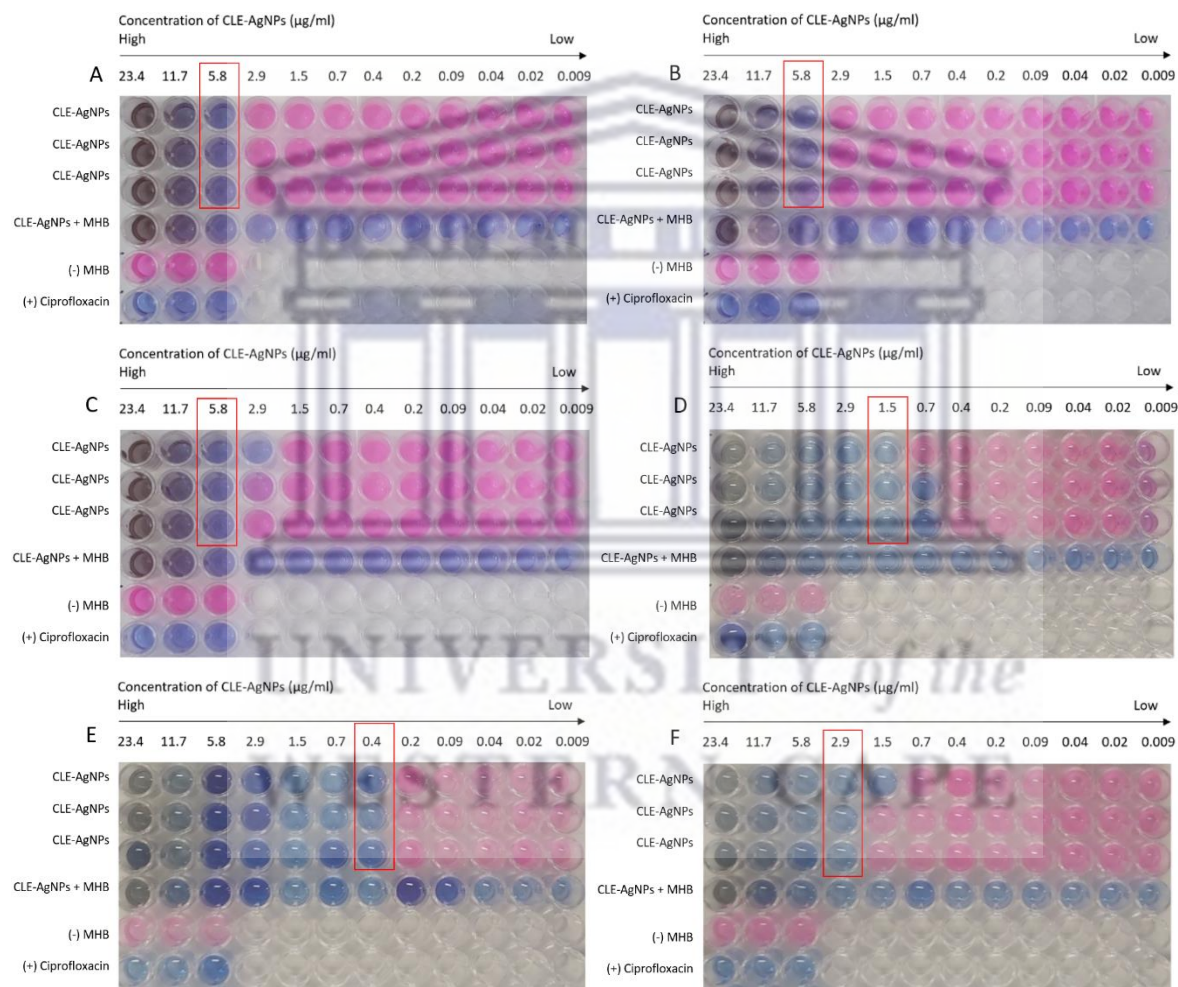 Concentration of CLE-AgNPs (µg/ml)
High Low
A 23.4 11.7 5.8 2.9 1.5 0.7 0.4 0.2 0.09 0.04 0.02 0.009
CLE-AgNPs
CLE-AgNPs
CLE-AgNPs
CLE-AgNPs + MHB
(-) MHB
(+) Ciprofloxacin
Concentration of CLE-AgNPs (µg/ml)
High Low
B 23.4 11.7 5.8 2.9 1.5 0.7 0.4 0.2 0.09 0.04 0.02 0.009
CLE-AgNPs
CLE-AgNPs
CLE-AgNPs
CLE-AgNPs + MHB
(-) MHB
(+) Ciprofloxacin
Concentration of CLE-AgNPs (µg/ml)
High Low
C 23.4 11.7 5.8 2.9 1.5 0.7 0.4 0.2 0.09 0.04 0.02 0.009
CLE-AgNPs
CLE-AgNPs
CLE-AgNPs
CLE-AgNPs + MHB
(-) MHB
(+) Ciprofloxacin
Concentration of CLE-AgNPs (µg/ml)
High Low
D 23.4 11.7 5.8 2.9 1.5 0.7 0.4 0.2 0.09 0.04 0.02 0.009
CLE-AgNPs
CLE-AgNPs
CLE-AgNPs
CLE-AgNPs + MHB
(-) MHB
(+) Ciprofloxacin
UNIVERSITY of the
Concentration of CLE-AgNPs (µg/ml)
High Low
E 23.4 11.7 5.8 2.9 1.5 0.7 0.4 0.2 0.09 0.04 0.02 0.009
CLE-AgNPs
CLE-AgNPs
CLE-AgNPs
CLE-AgNPs + MHB
(-) MHB
(+) Ciprofloxacin
Concentration of CLE-AgNPs (µg/ml)
High Low
F 23.4 11.7 5.8 2.9 1.5 0.7 0.4 0.2 0.09 0.04 0.02 0.009
CLE-AgNPs
CLE-AgNPs
CLE-AgNPs
CLE-AgNPs + MHB
(-) MHB
(+) Ciprofloxacin
WESTERN CAPE